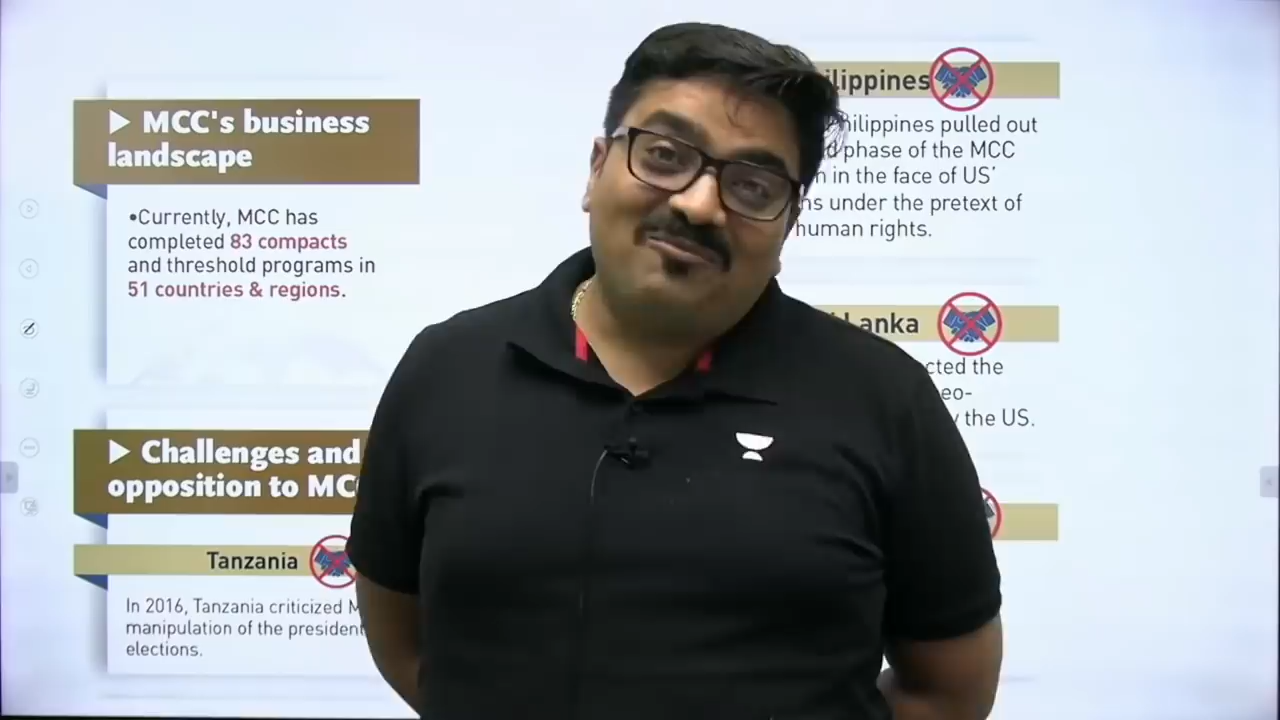 ▶ MCC's business
landscape
•Currently, MCC has
completed 83 compacts
and threshold programs in
51 countries & regions.
▶ Challenges and
opposition to MC
Tanzania
In 2016, Tanzania criticized M
manipulation of the president
elections.
ilippines
hilippines pulled out
phase of the MCC
in the face of US'
under the pretext of
human rights.
Lanka
cted the
eo-
the US.